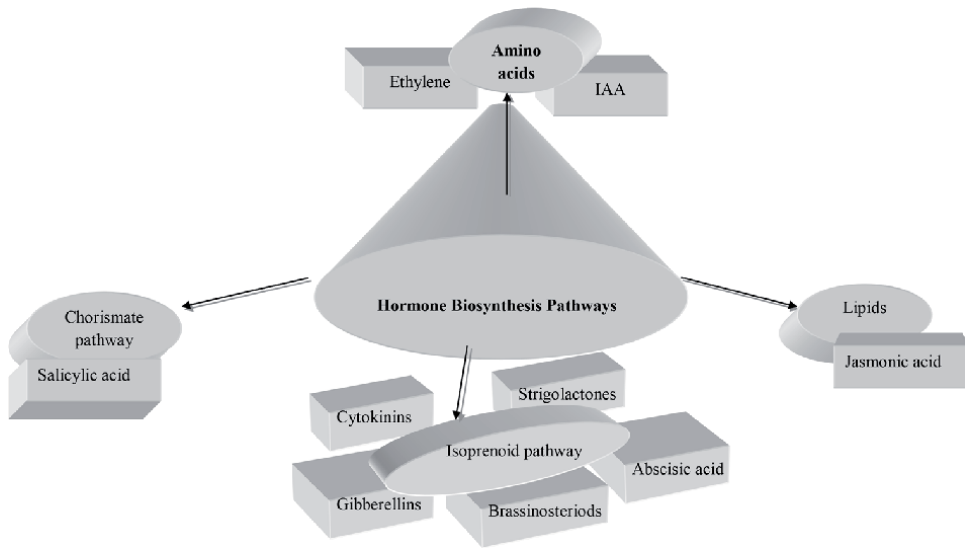 Amino
acids
Ethylene
IAA
Hormone Biosynthesis Pathways
Chorismate
pathway
Salicylic acid
Lipids
Jasmonic acid
Strigolactones
Cytokinins
Isoprenoid pathway
Abscisic acid
Gibberellins
Brassinosteriods